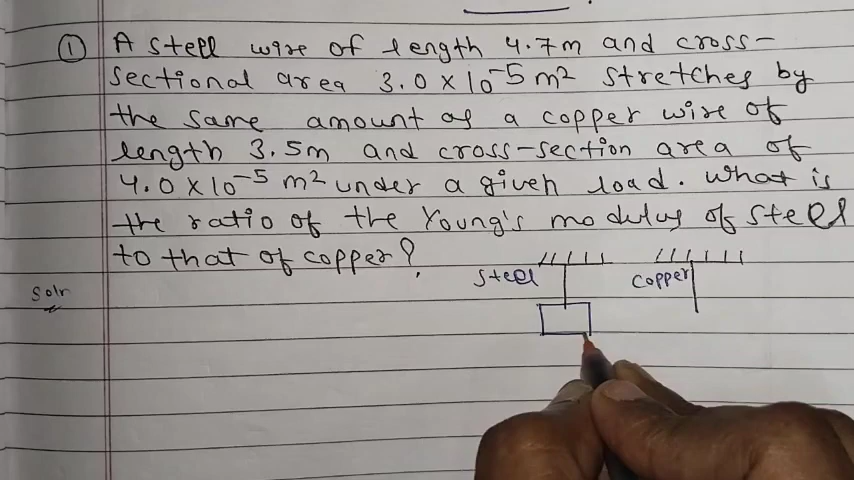 ① A steel wire of length 4.7m and cross-
sectional area 3.0 × 10⁻⁵ m² stretches by
the same amount as a copper wire of
length 3.5m and cross-section area of
4.0 × 10⁻⁵ m² under a given load. What is
the ratio of the Young's modulus of steel
to that of copper?
Steel copper
Soln